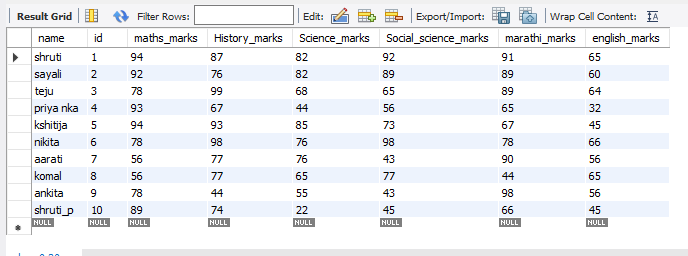 Result Grid Filter Rows: Edit: Export/Import: Wrap Cell Content: IA
name id maths_marks History_marks Science_marks Social_science_marks marathi_marks english_marks
shruti 1 94 87 82 92 91 65
sayali 2 92 76 82 89 89 60
teju 3 78 99 68 65 89 64
priya nka 4 93 67 44 56 65 32
kshitija 5 94 93 85 73 67 45
nikita 6 78 98 76 98 78 66
aarati 7 56 77 76 43 90 56
komal 8 56 77 65 77 44 65
ankita 9 78 44 55 43 98 56
shruti_p 10 89 74 22 45 66 45
NULL NULL NULL NULL NULL NULL NULL NULL